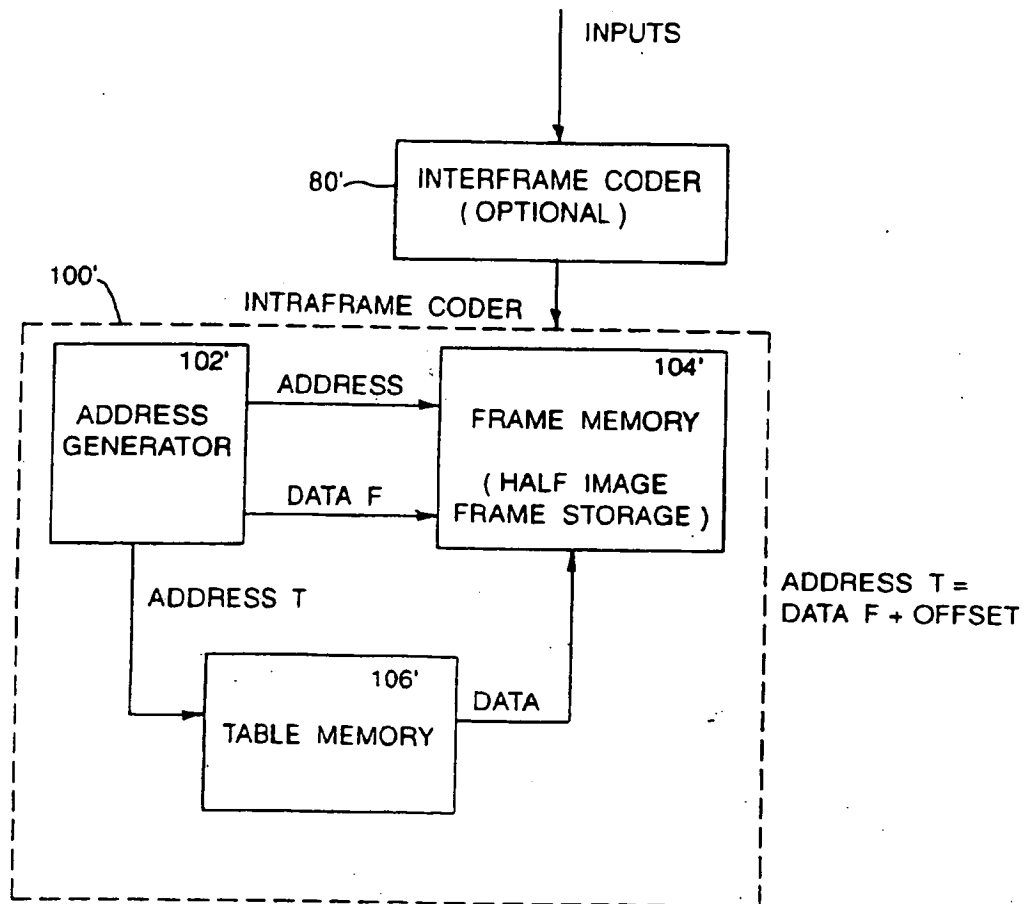 INPUTS
80'
INTERFRAME CODER
( OPTIONAL )
100'
INTRAFRAME CODER
102'
ADDRESS
GENERATOR
ADDRESS
DATA F
104'
FRAME MEMORY
( HALF IMAGE
FRAME STORAGE )
ADDRESS T
ADDRESS T =
DATA F + OFFSET
106'
TABLE MEMORY
DATA